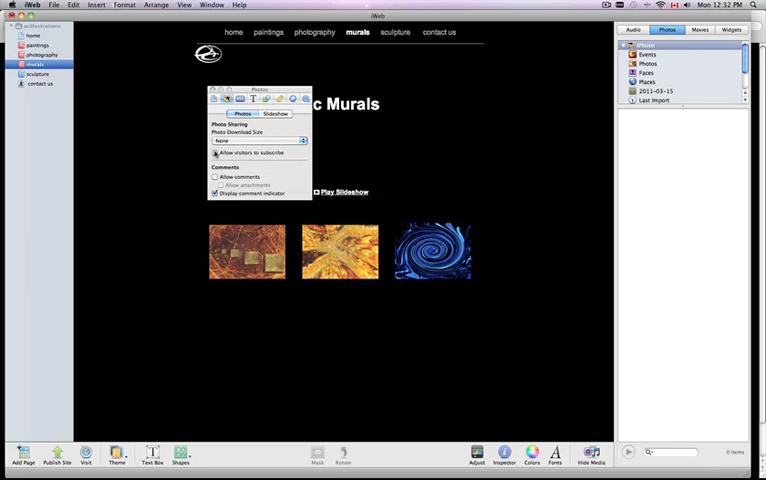 iWeb File Edit Insert Format Arrange View Window Help
Mon 12:32 PM
iWeb
acillustrations
home
paintings
photography
murals
sculpture
contact us
home paintings photography murals sculpture contact us
c Murals
Photos
Photos Slideshow
Photo Sharing
Photo Download Size
None
Allow visitors to subscribe
Comments
Allow comments
Allow attachments
Display comment indicator
Play Slideshow
Audio Photos Movies Widgets
iPhoto
Events
Photos
Faces
Places
2011-03-15
Last Import
0 items
Add Page Publish Site Visit Theme Text Box Shapes Mask Rotate Adjust Inspector Colors Fonts Hide Media